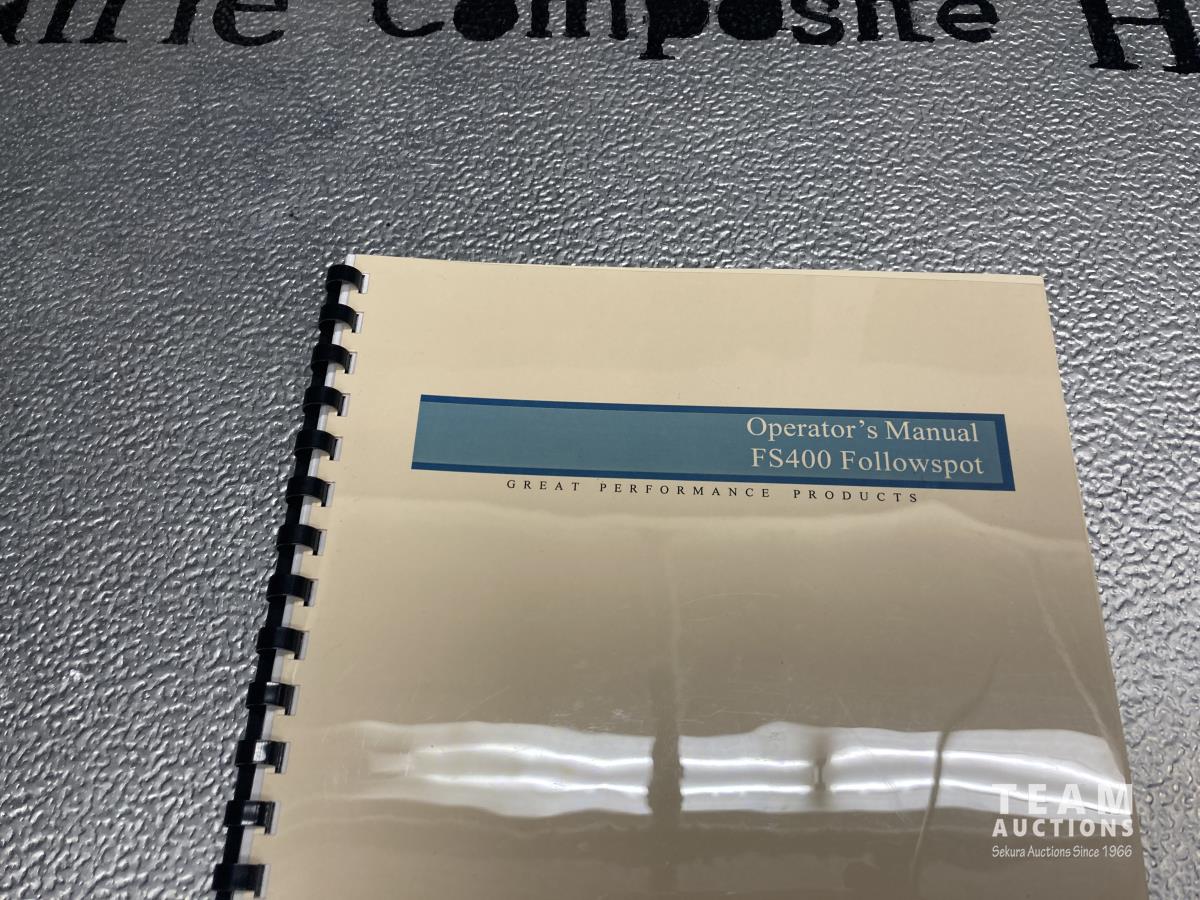 Composite
Operator's Manual
FS400 Followspot
GREAT PERFORMANCE PRODUCTS
TEAM
AUCTIONS
Sekura Auctions Since 1966